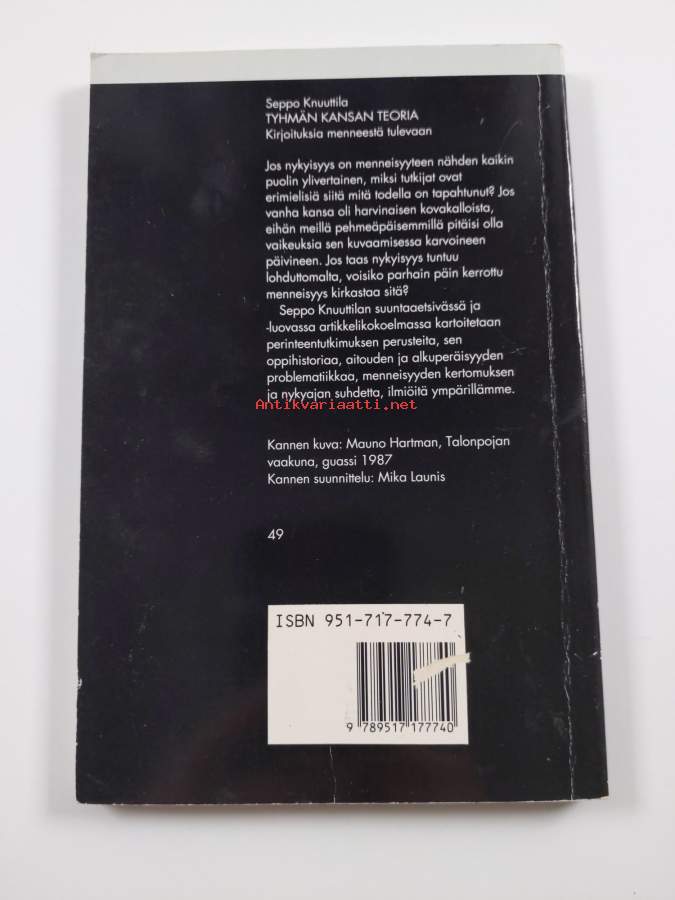 Seppo Knuuttila
TYHMÄN KANSAN TEORIA
Kirjoituksia menneestä tulevaan
Jos nykyisyys on menneisyyteen nähden kaikin
puolin ylivertainen, miksi tutkijat ovat
erimielisiä siitä mitä todella on tapahtunut? Jos
vanha kansa oli harvinaisen kovakalloista,
eihän meillä pehmeäpäisemmillä pitäisi olla
vaikeuksia sen kuvaamisessa karvoineen
päivineen. Jos taas nykyisyys tuntuu
lohduttomalta, voisiko parhain päin kerrottu
menneisyys kirkastaa sitä?
Seppo Knuuttilan suuntaaetsivässä ja
-luovassa artikkelikokoelmassa kartoitetaan
perinteentutkimuksen perusteita, sen
oppihistoriaa, aitouden ja alkuperäisyyden
problematiikkaa, menneisyyden kertomuksen
ja nykyajan suhdetta, ilmiöitä ympärillämme.
Antikvariaatti.net
Kannen kuva: Mauno Hartman, Talonpojan
vaakuna, guassi 1987
Kannen suunnittelu: Mika Launis
49
ISBN 951-717-774-7
9 789517 177740